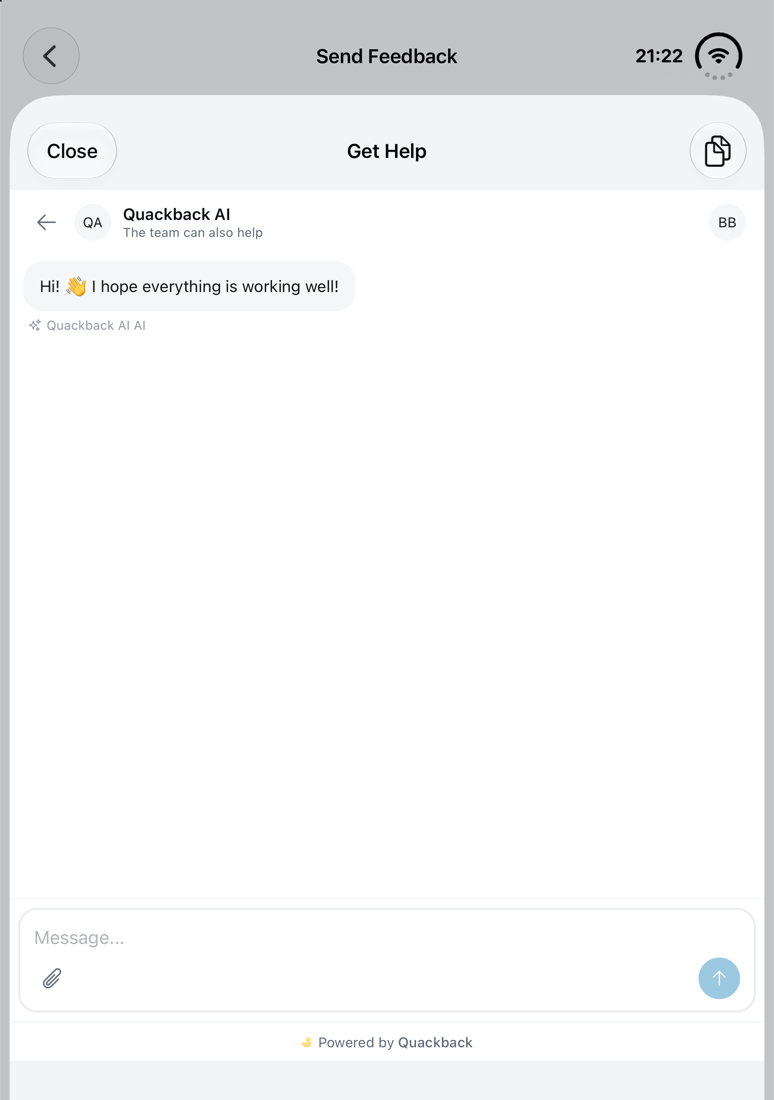 Send Feedback
21:22
Close
Get Help
QA
Quackback AI
The team can also help
BB
Hi! 👋 I hope everything is working well!
Quackback AI AI
Message...
Powered by Quackback